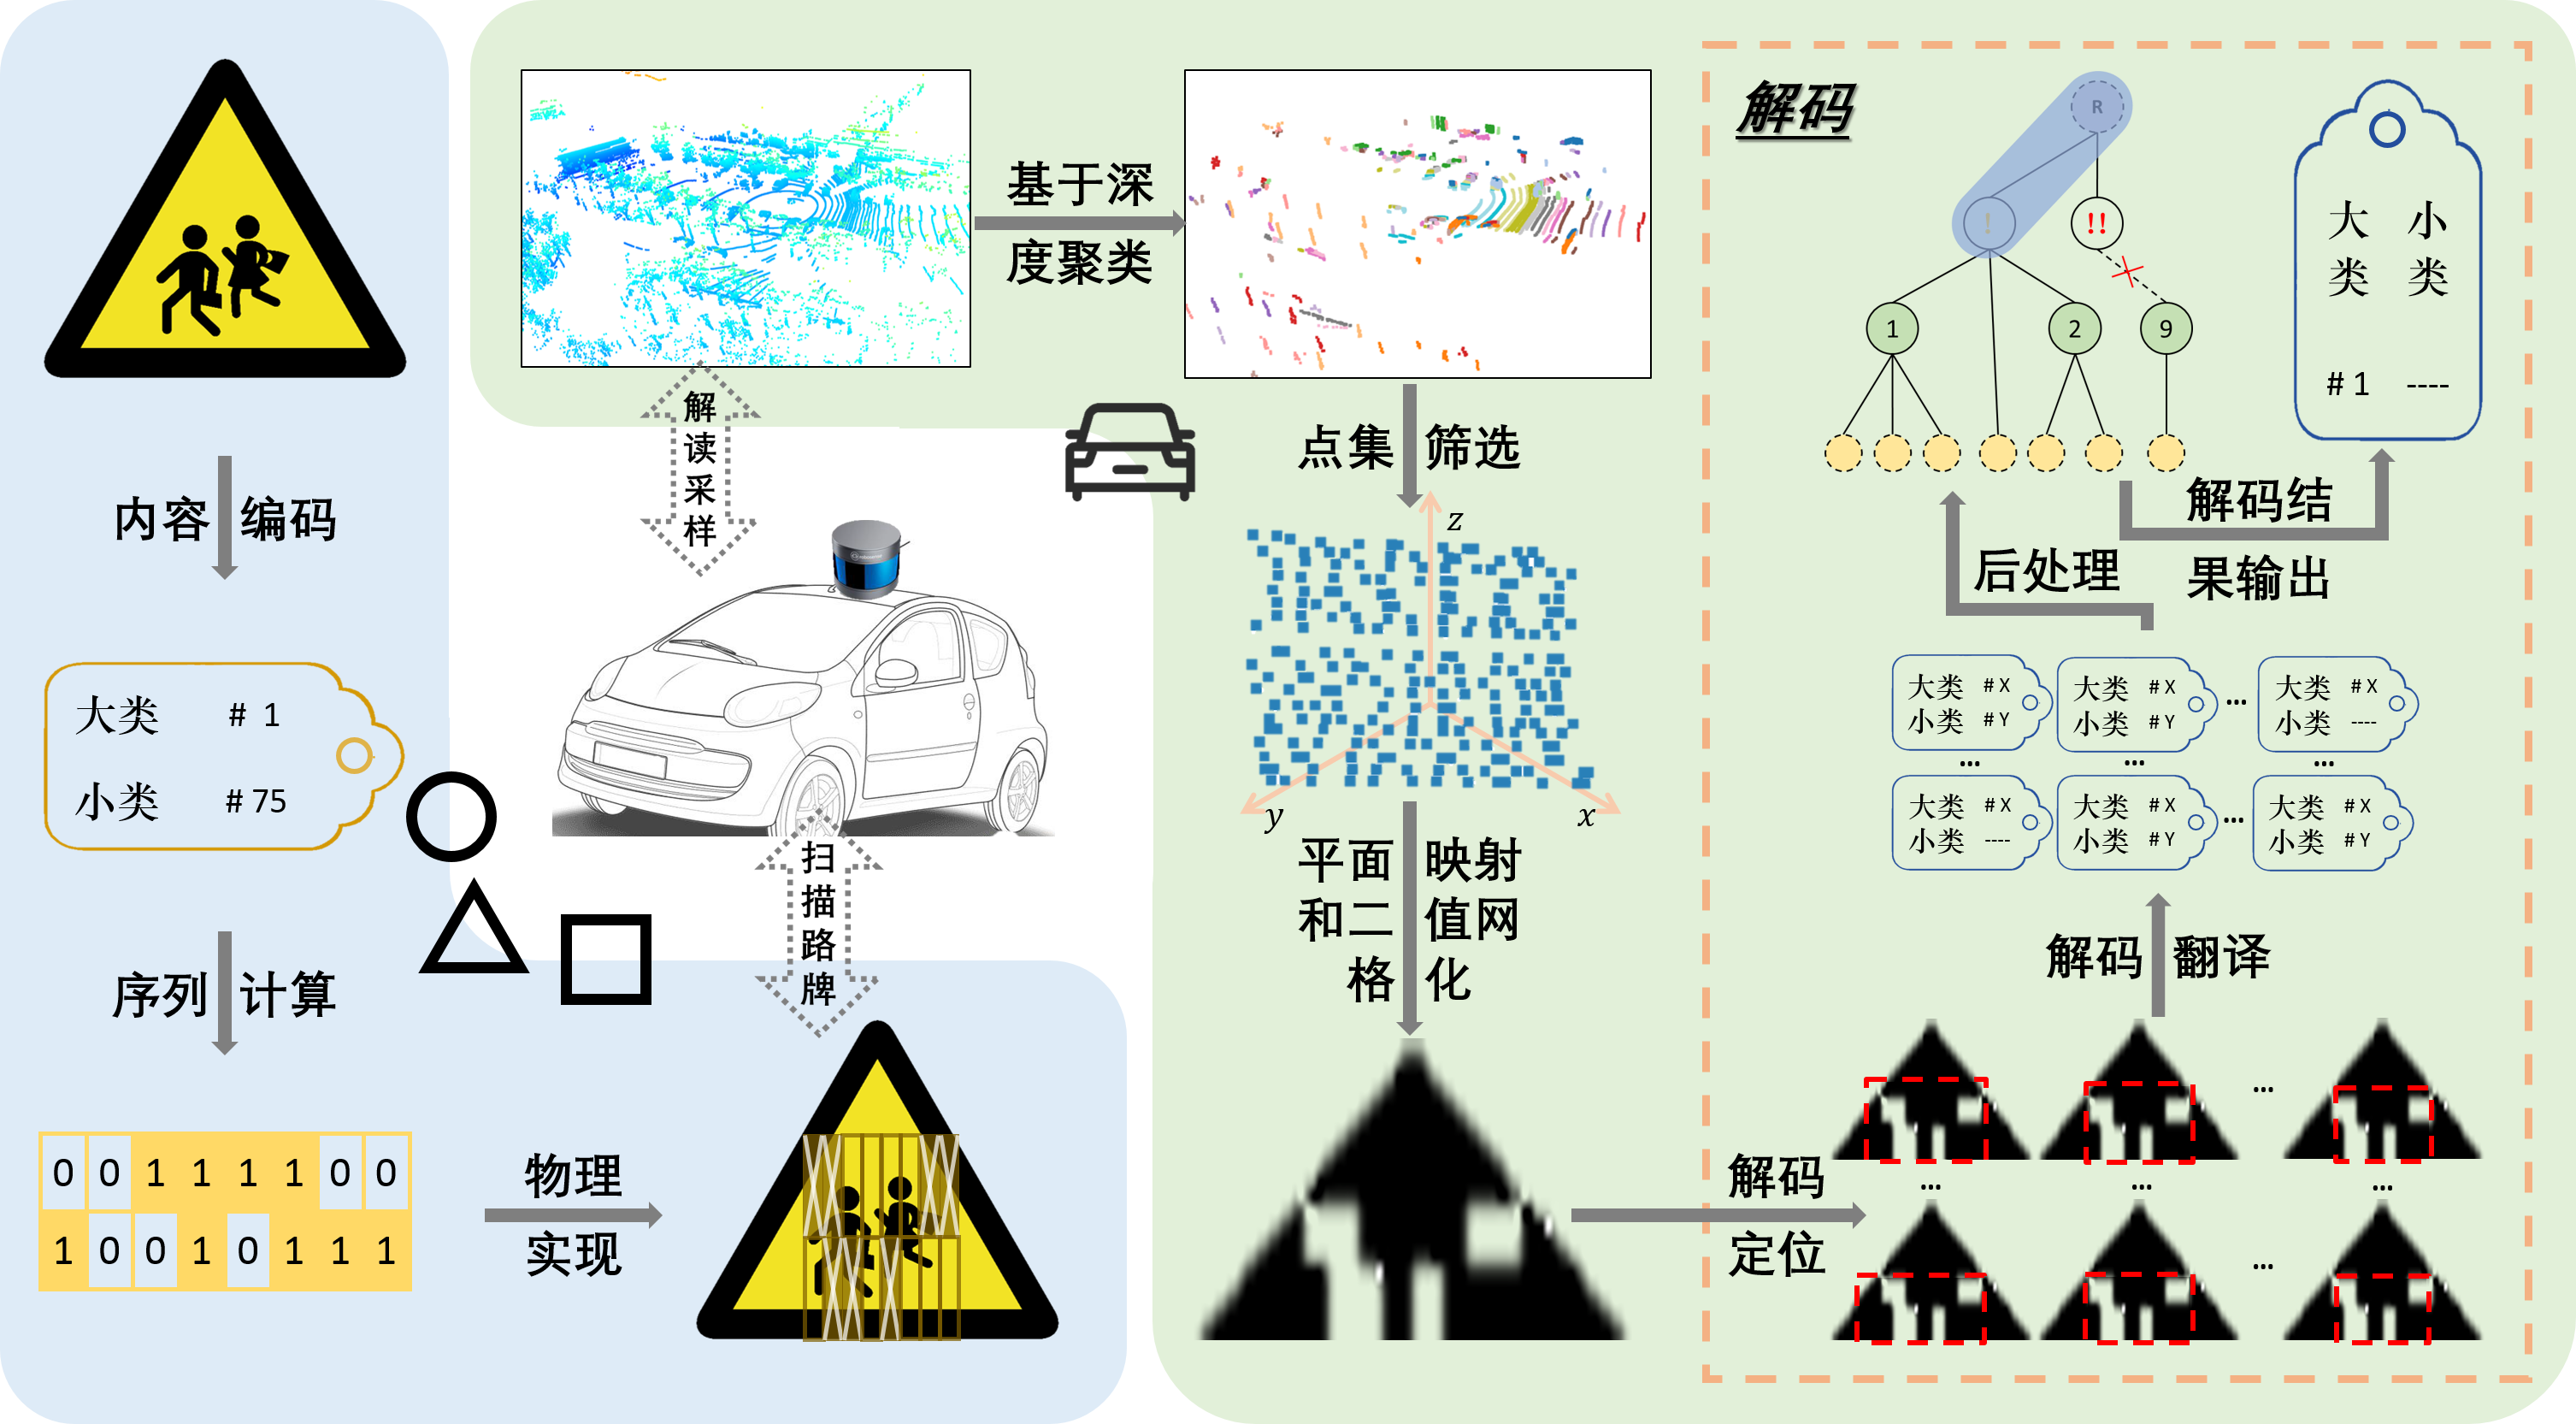 内容 编码
大类 # 1
小类 # 75
序列 计算
0 0 1 1 1 1 0 0
1 0 0 1 0 1 1 1
物理
实现
解
读
采
样
扫
描
路
牌
基于深
度聚类
点集 筛选
z
y
x
平面 映射
和二 值网
格 化
解码
定位
解码
R
!
!!
1
2
9
大 小
类 类
# 1 ----
解码结
果输出
后处理
大类 # X
小类 # Y
大类 # X
小类 # Y
...
大类 # X
小类 ----
... ... ...
大类 # X
小类 ----
大类 # X
小类 # Y
...
大类 # X
小类 # Y
解码 翻译
...
... ... ...
...